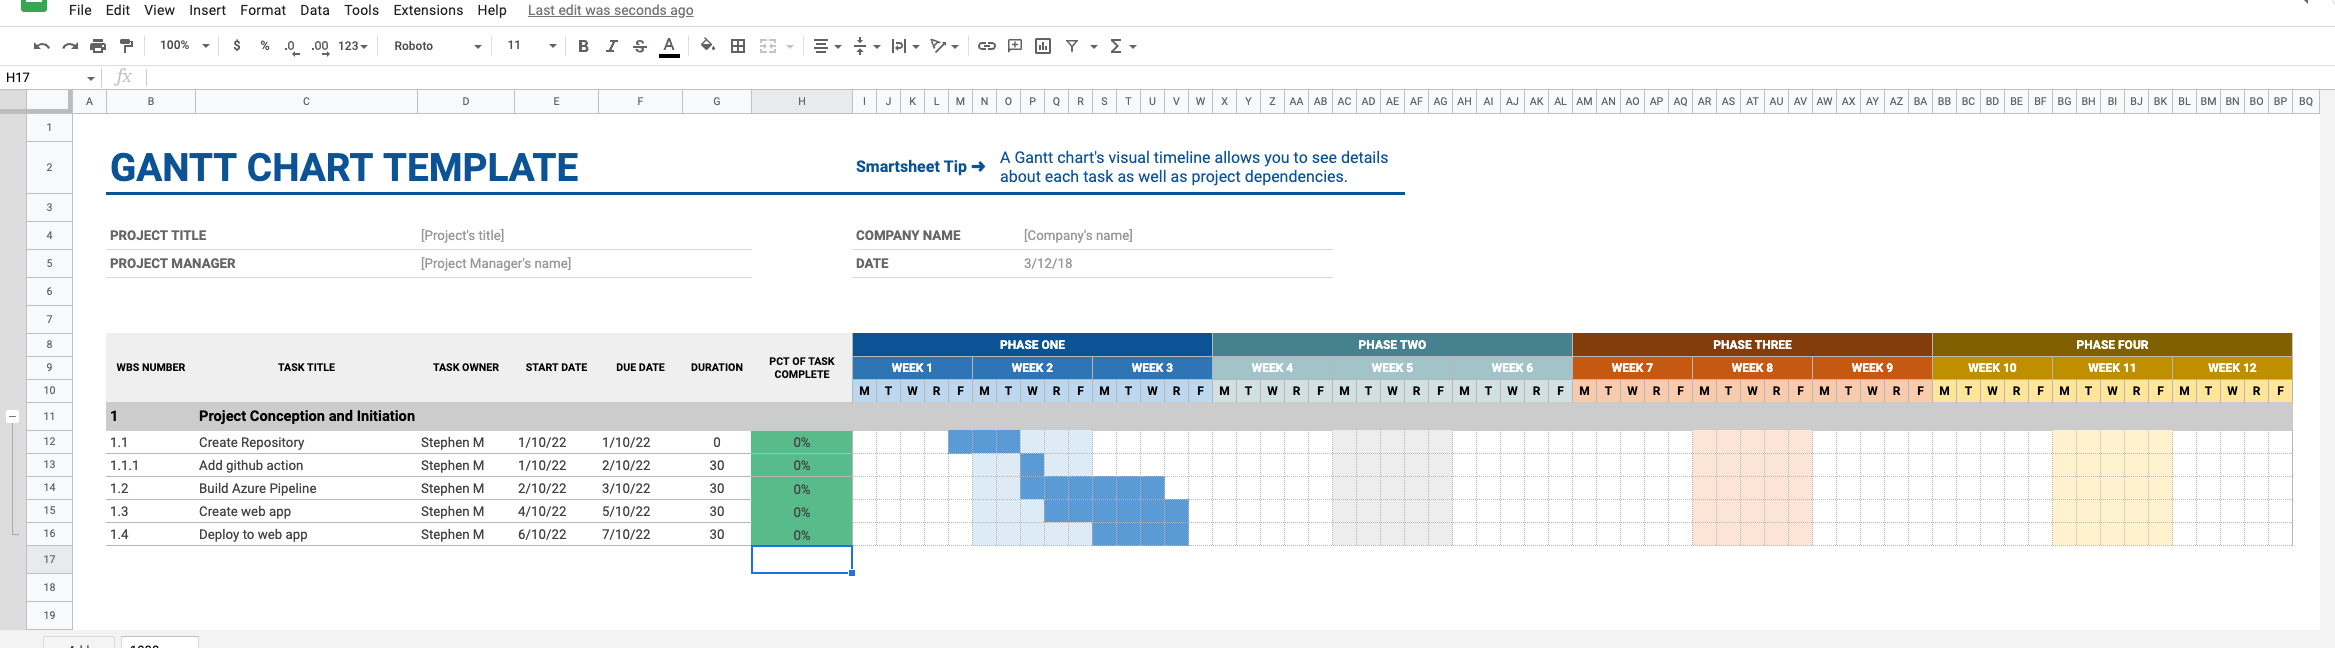 File Edit View Insert Format Data Tools Extensions Help Last edit was seconds ago
100% $ % .0 .00 123 Roboto 11 B I S A
H17 fx
A B C D E F G H I J K L M N O P Q R S T U V W X Y Z AA AB AC AD AE AF AG AH AI AJ AK AL AM AN AO AP AQ AR AS AT AU AV AW AX AY AZ BA BB BC BD BE BF BG BH BI BJ BK BL BM BN BO BP BQ
1
2 GANTT CHART TEMPLATE Smartsheet Tip ➜ A Gantt chart's visual timeline allows you to see details
about each task as well as project dependencies.
3
4 PROJECT TITLE [Project's title] COMPANY NAME [Company's name]
5 PROJECT MANAGER [Project Manager's name] DATE 3/12/18
6
7
8 PHASE ONE PHASE TWO PHASE THREE PHASE FOUR
9 WBS NUMBER TASK TITLE TASK OWNER START DATE DUE DATE DURATION PCT OF TASK COMPLETE WEEK 1 WEEK 2 WEEK 3 WEEK 4 WEEK 5 WEEK 6 WEEK 7 WEEK 8 WEEK 9 WEEK 10 WEEK 11 WEEK 12
10 M T W R F M T W R F M T W R F M T W R F M T W R F M T W R F M T W R F M T W R F M T W R F M T W R F M T W R F M T W R F
11 1 Project Conception and Initiation
12 1.1 Create Repository Stephen M 1/10/22 1/10/22 0 0%
13 1.1.1 Add github action Stephen M 1/10/22 2/10/22 30 0%
14 1.2 Build Azure Pipeline Stephen M 2/10/22 3/10/22 30 0%
15 1.3 Create web app Stephen M 4/10/22 5/10/22 30 0%
16 1.4 Deploy to web app Stephen M 6/10/22 7/10/22 30 0%
17
18
19